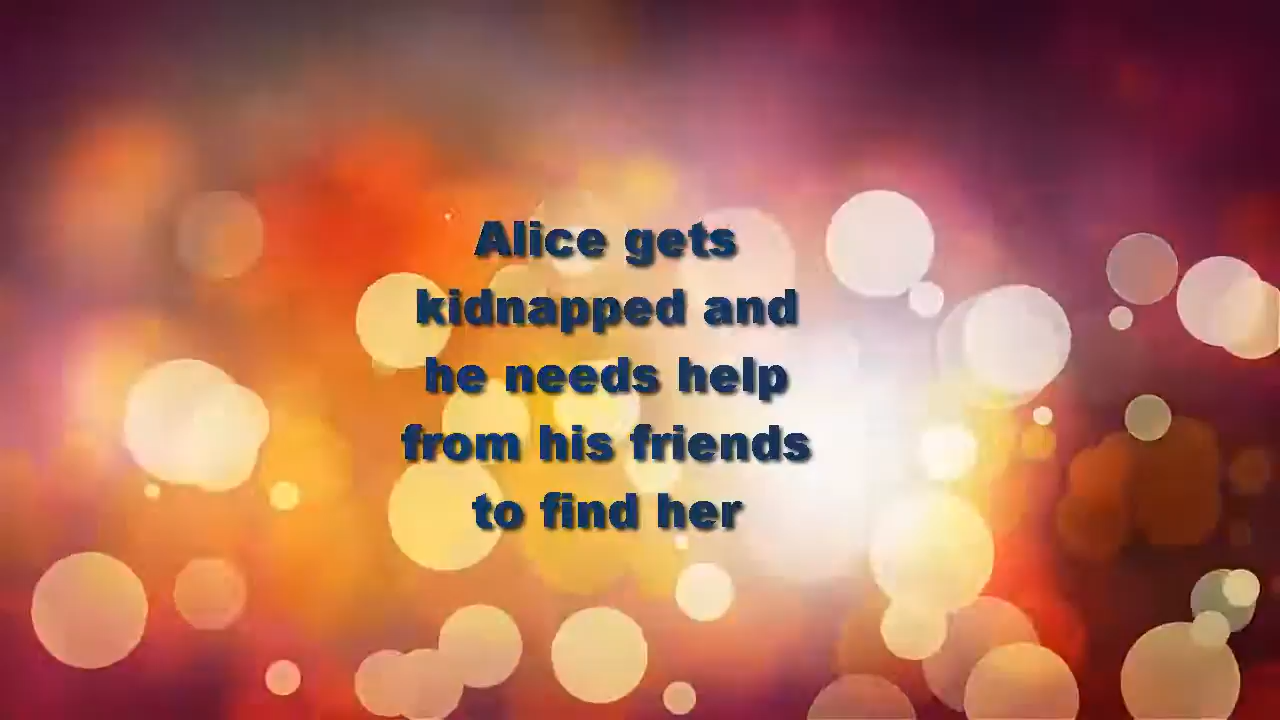 Alice gets
kidnapped and
he needs help
from his friends
to find her